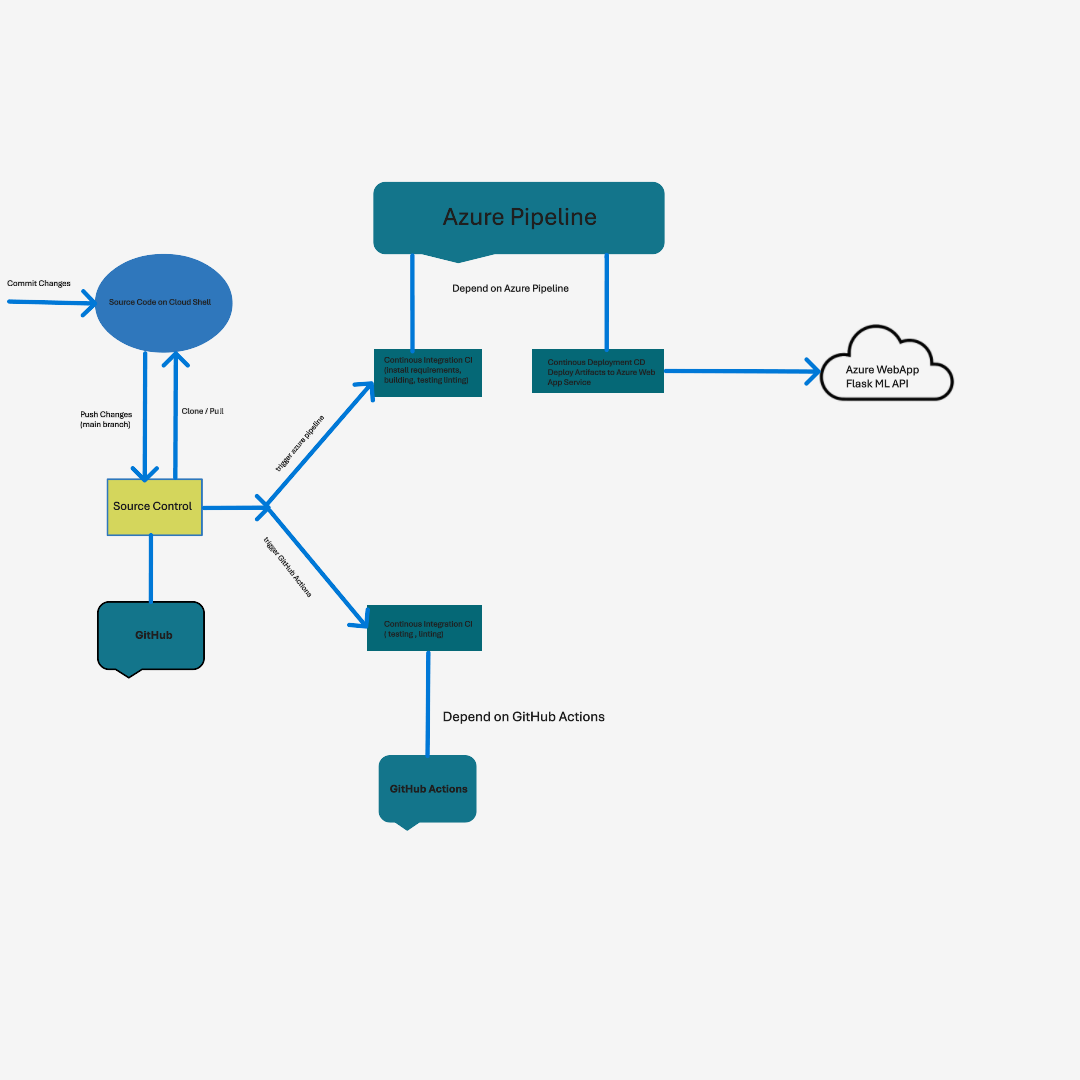 Azure Pipeline
Commit Changes
Depend on Azure Pipeline
Source Code on Cloud Shell
Continous Integration CI
(install requirements,
building, testing linting)
Continous Deployment CD
Deploy Artifacts to Azure Web
App Service
Azure WebApp
Flask ML API
Push Changes
(main branch)
Clone / Pull
trigger azure pipeline
Source Control
trigger GitHub Actions
GitHub
Continous Integration CI
( testing , linting)
Depend on GitHub Actions
GitHub Actions